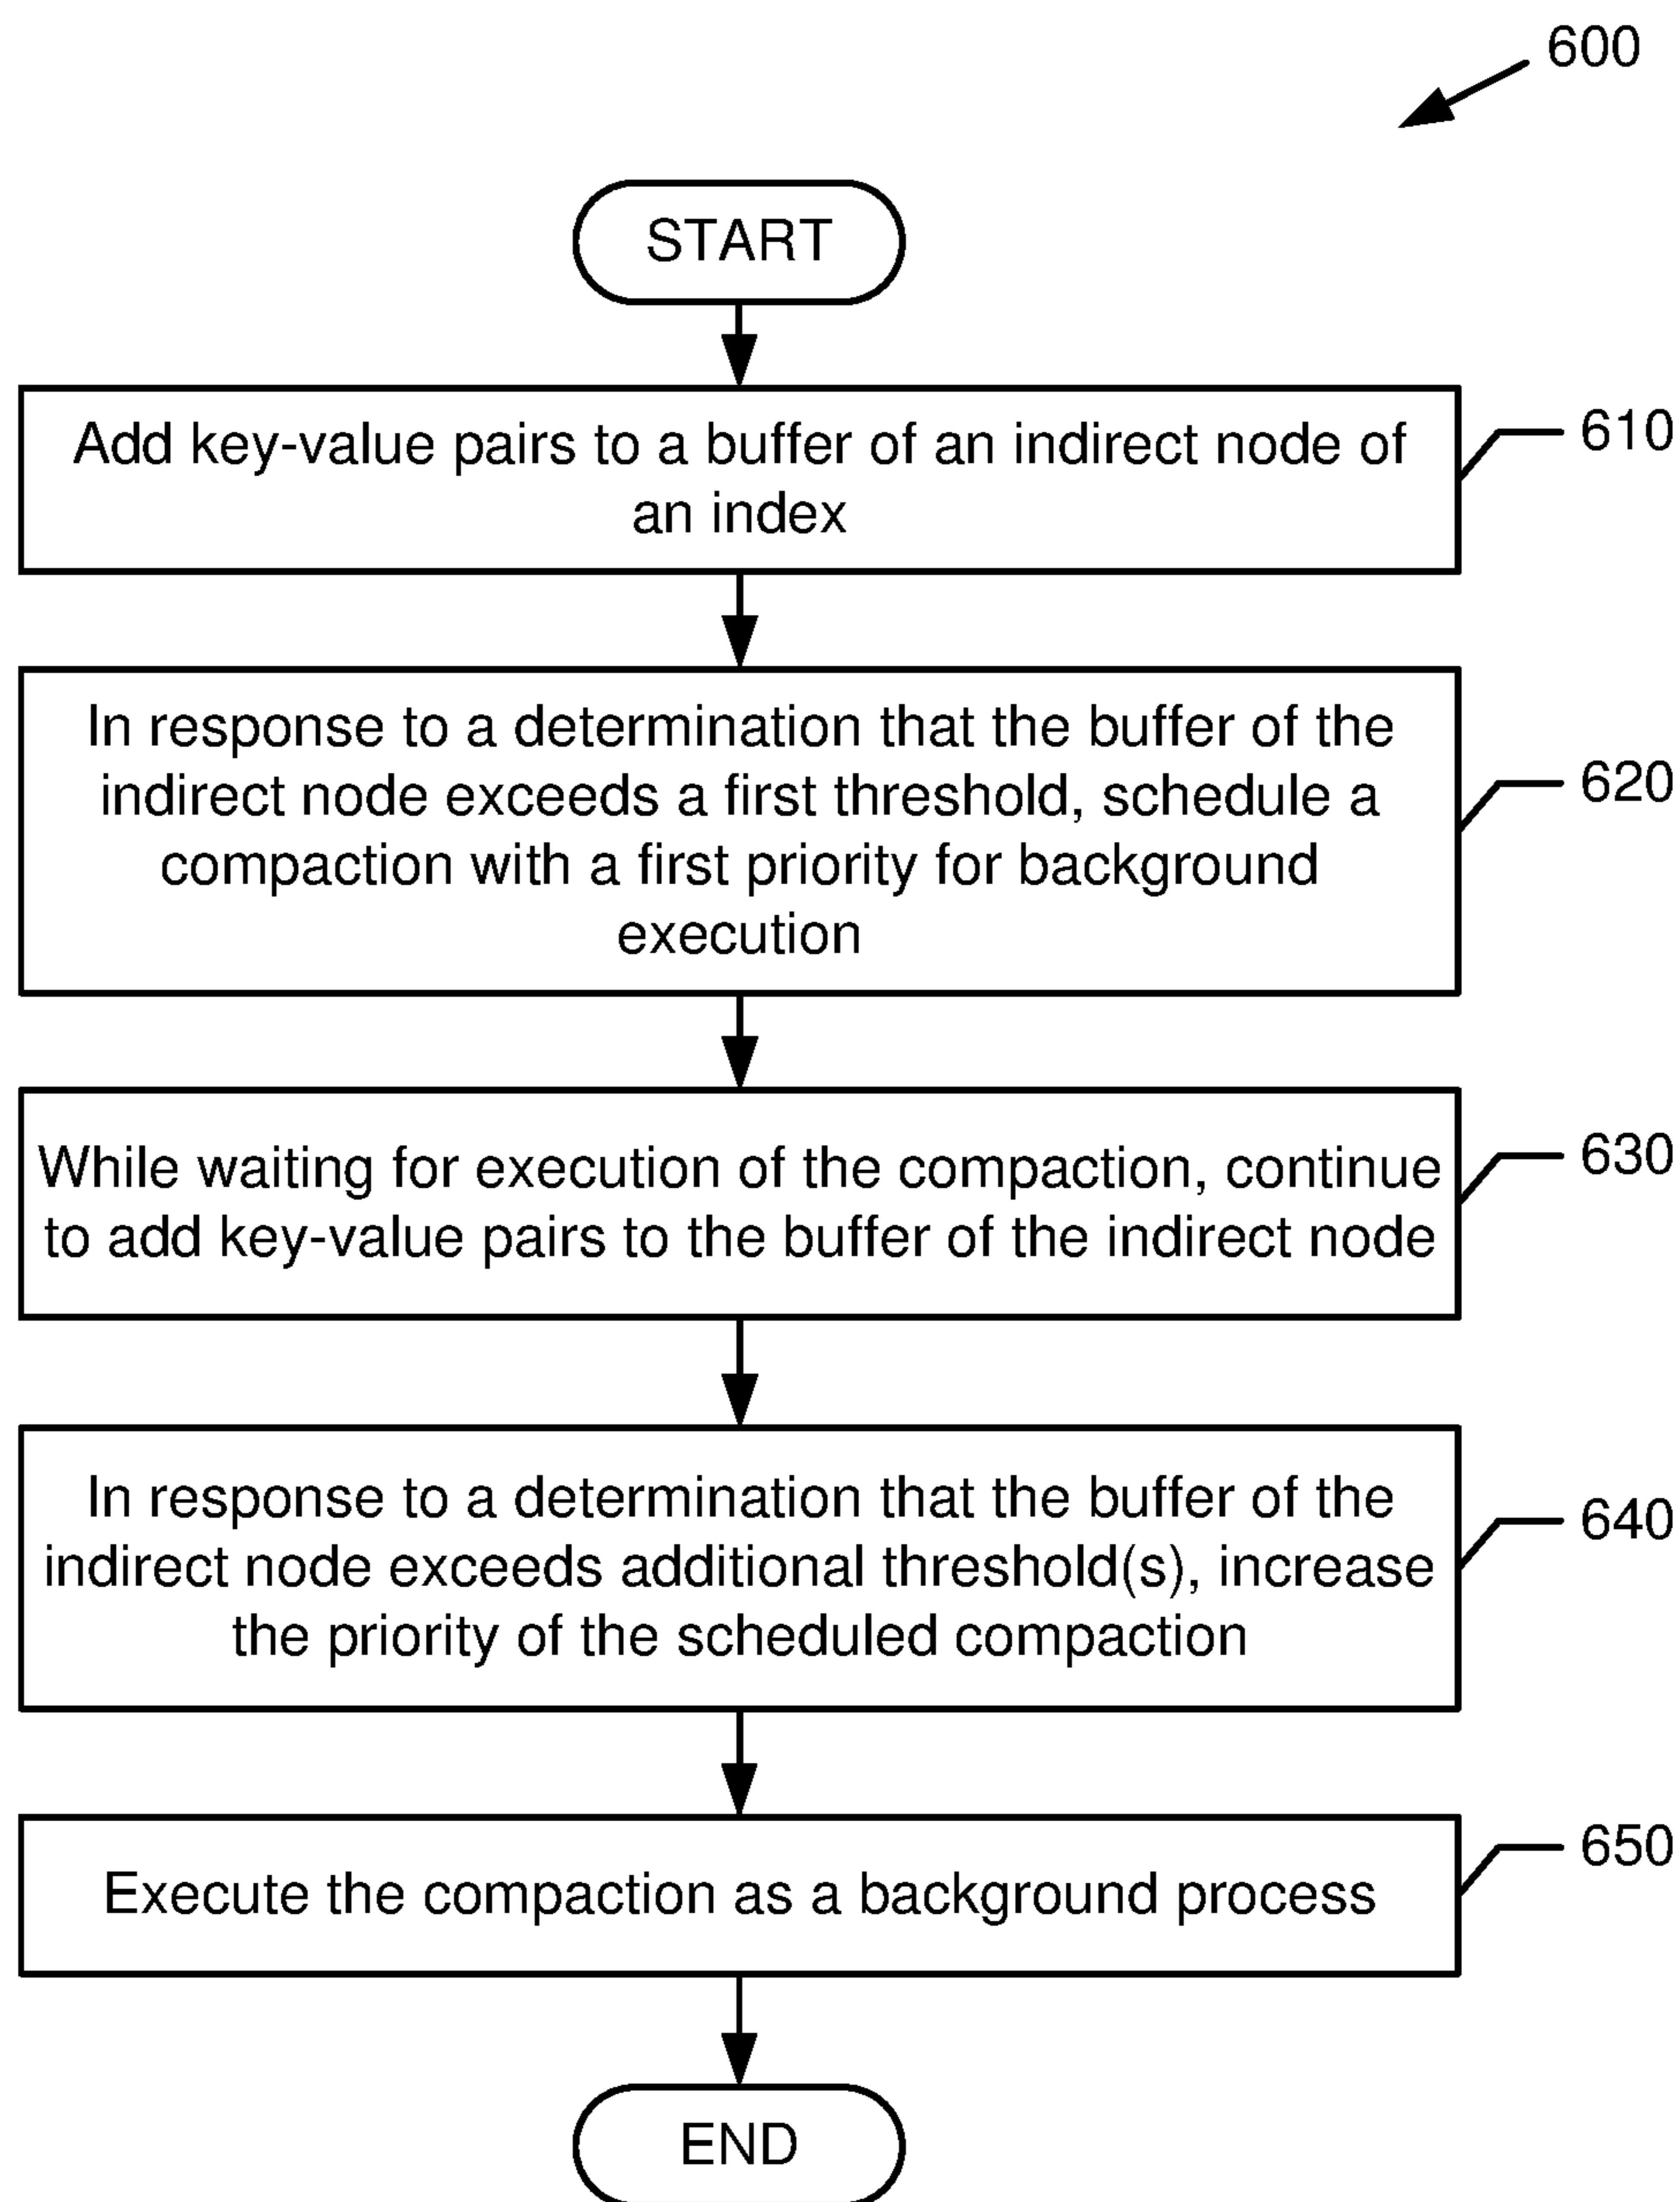 600
START
Add key-value pairs to a buffer of an indirect node of
an index
610
In response to a determination that the buffer of the
indirect node exceeds a first threshold, schedule a
compaction with a first priority for background
execution
620
While waiting for execution of the compaction, continue
to add key-value pairs to the buffer of the indirect node
630
In response to a determination that the buffer of the
indirect node exceeds additional threshold(s), increase
the priority of the scheduled compaction
640
Execute the compaction as a background process
650
END